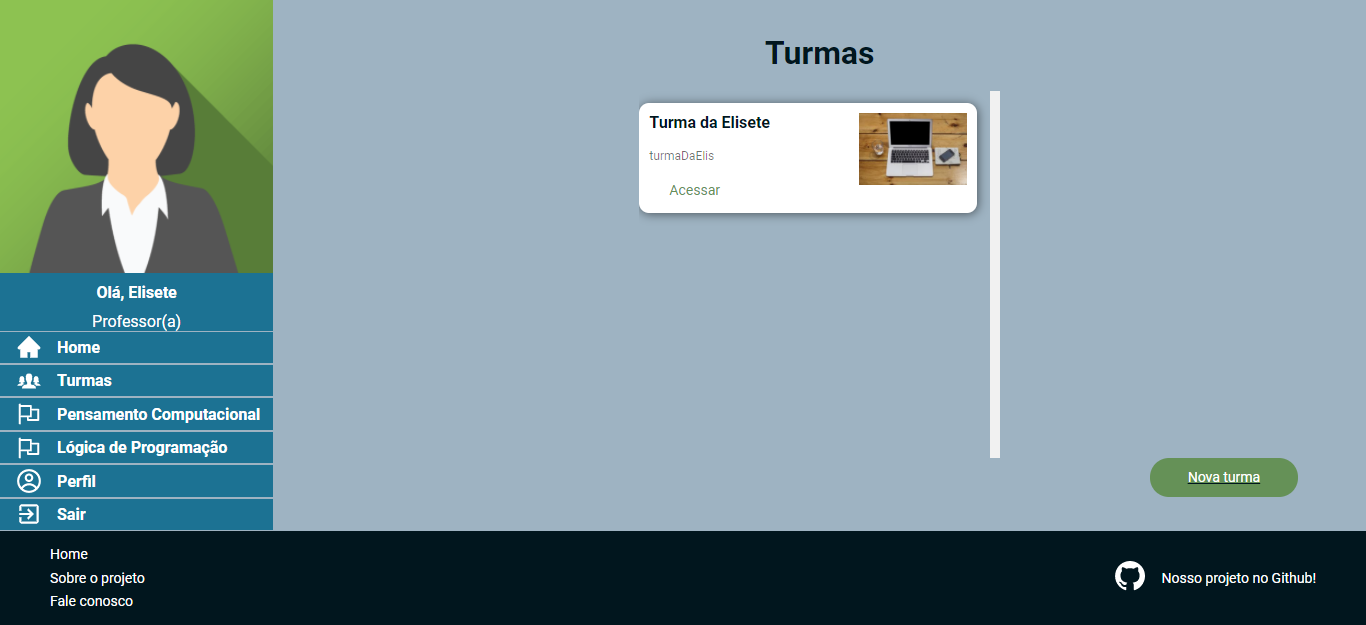 Turmas
Turma da Elisete
turmaDaElis
Acessar
Olá, Elisete
Professor(a)
Home
Turmas
Pensamento Computacional
Lógica de Programação
Perfil
Sair
Nova turma
Home
Sobre o projeto
Fale conosco
Nosso projeto no Github!